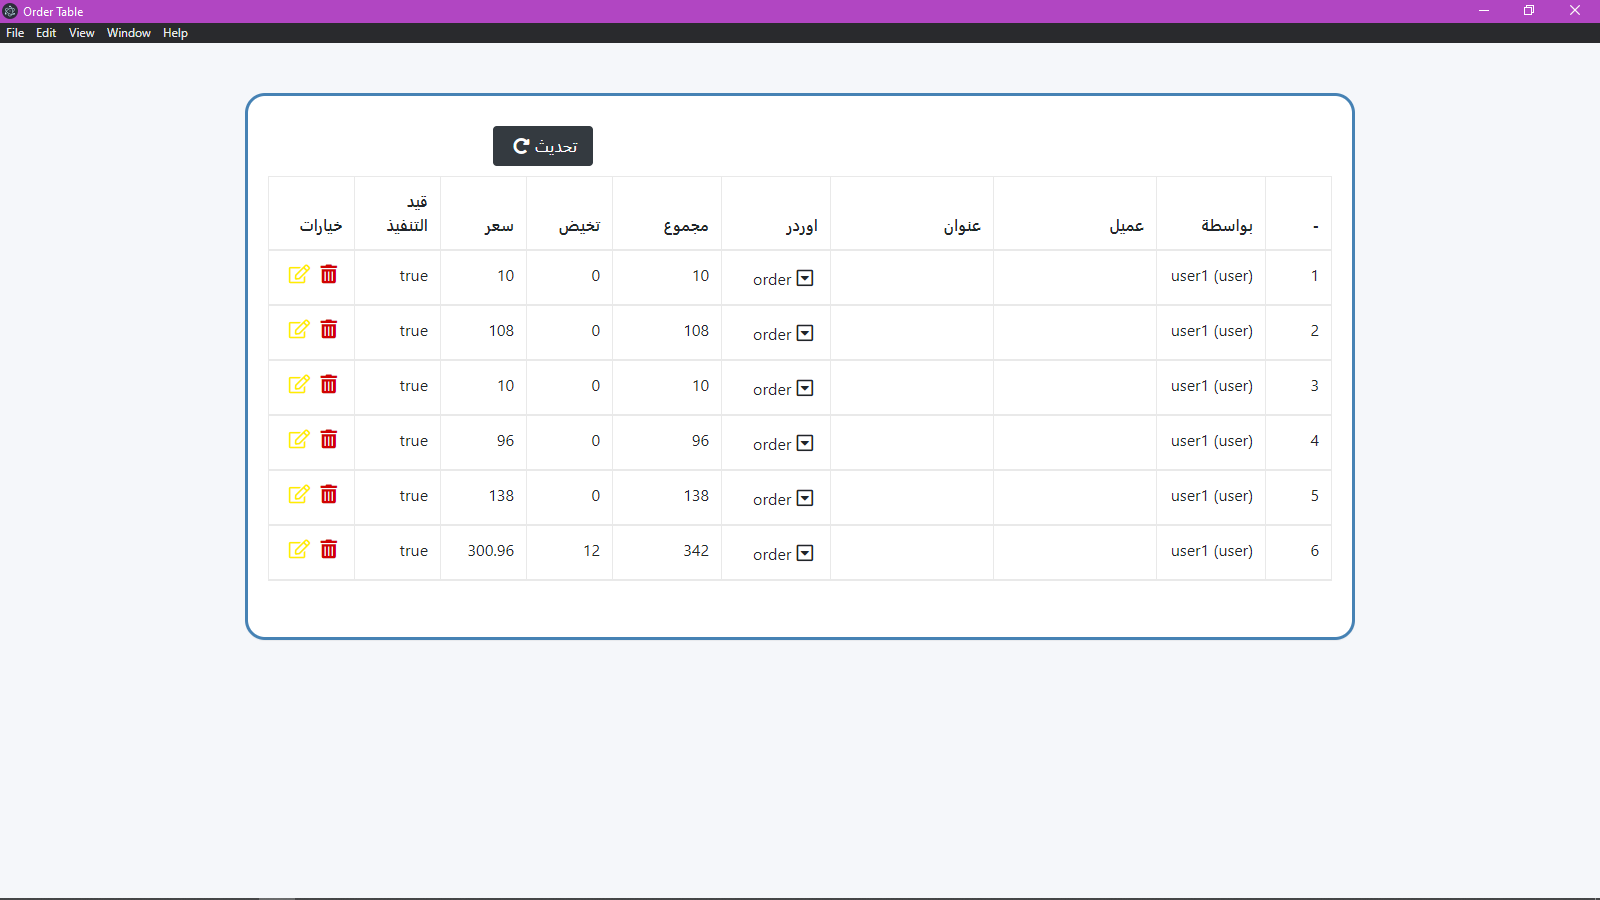 Order Table
File Edit View Window Help
تحديث
- بواسطة عميل عنوان اوردر مجموع تخيض سعر قيد التنفيذ خيارات
1 user1 (user) order 10 0 10 true
2 user1 (user) order 108 0 108 true
3 user1 (user) order 10 0 10 true
4 user1 (user) order 96 0 96 true
5 user1 (user) order 138 0 138 true
6 user1 (user) order 342 12 300.96 true